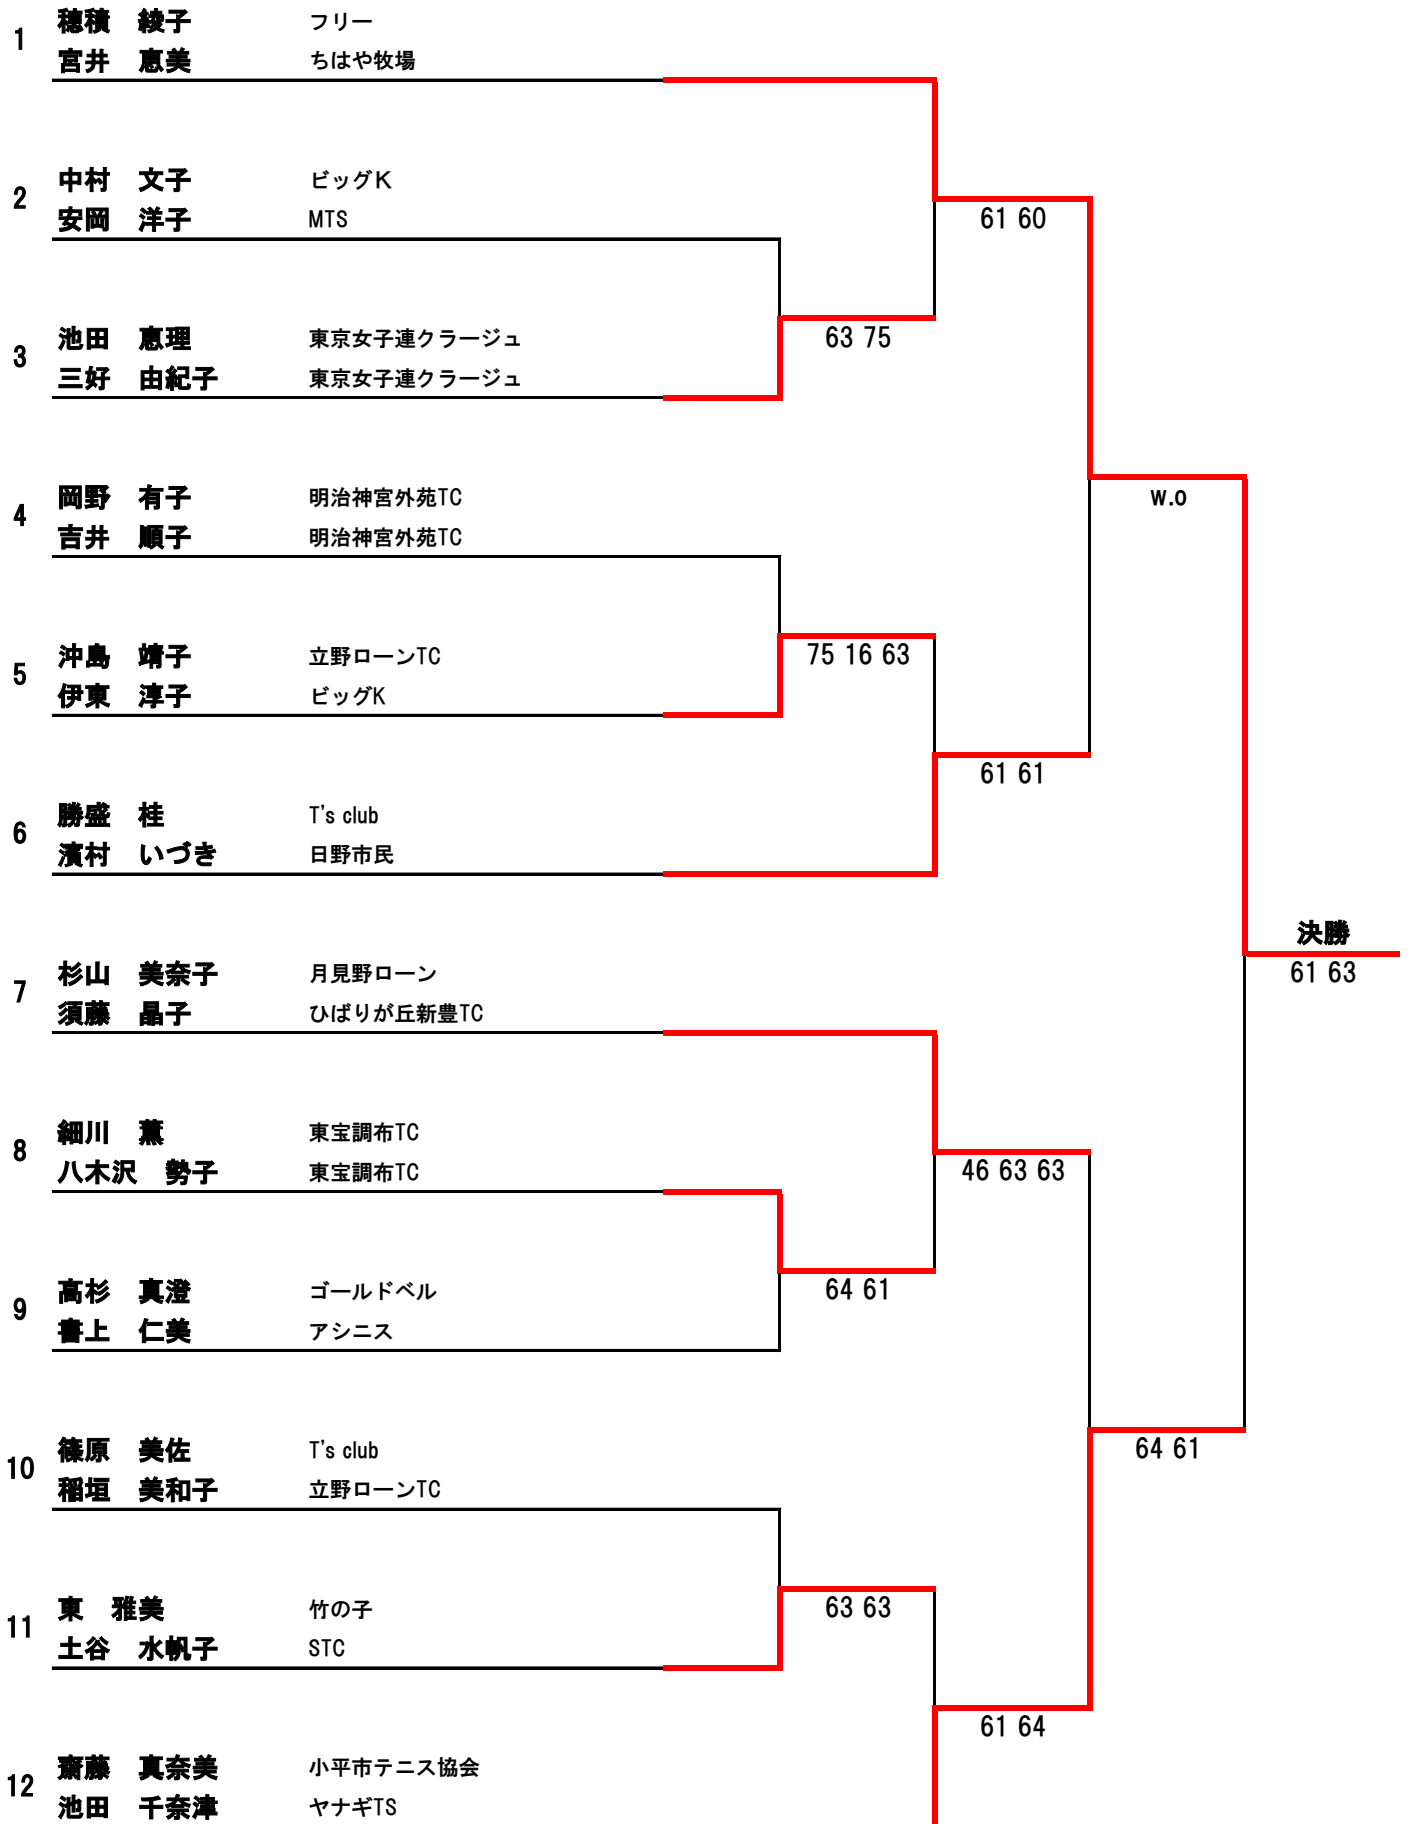 1
穂積　綾子　フリー
宮井　恵美　ちはや牧場
2
中村　文子　ビッグK
安岡　洋子　MTS
61 60
3
池田　恵理　東京女子連クラージュ
63 75
三好　由紀子　東京女子連クラージュ
4
岡野　有子　明治神宮外苑TC
w.o
吉井　順子　明治神宮外苑TC
5
沖島　靖子　立野ローンTC
75 16 63
伊東　淳子　ビッグK
61 61
6
勝盛　桂　T's club
濱村　いづき　日野市民
決勝
61 63
7
杉山　美奈子　月見野ローン
須藤　晶子　ひばりが丘新豊TC
8
細川　薫　東宝調布TC
八木沢　勢子　東宝調布TC
46 63 63
9
高杉　真澄　ゴールドベル
64 61
書上　仁美　アシニス
10
篠原　美佐　T's club
64 61
稲垣　美和子　立野ローンTC
11
東　雅美　竹の子
63 63
土谷　水帆子　STC
61 64
12
齋藤　真奈美　小平市テニス協会
池田　千奈津　ヤナギTS